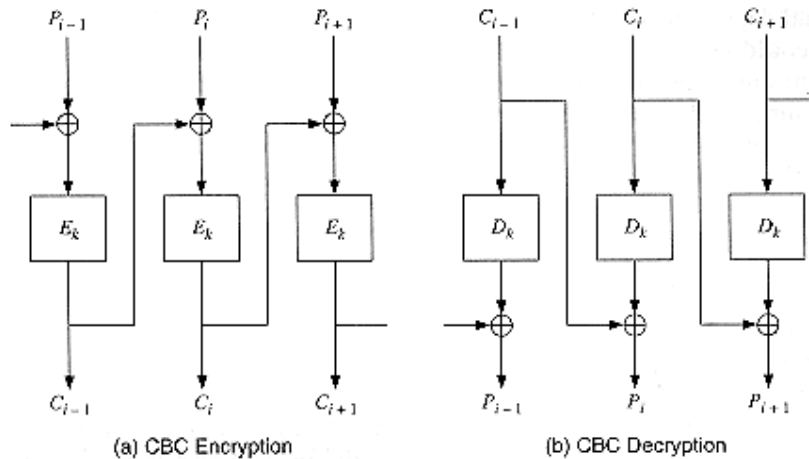 P_{i-1} P_i P_{i+1} C_{i-1} C_i C_{i+1}
E_k E_k E_k D_k D_k D_k
C_{i-1} C_i C_{i+1} P_{i-1} P_i P_{i+1}
(a) CBC Encryption (b) CBC Decryption